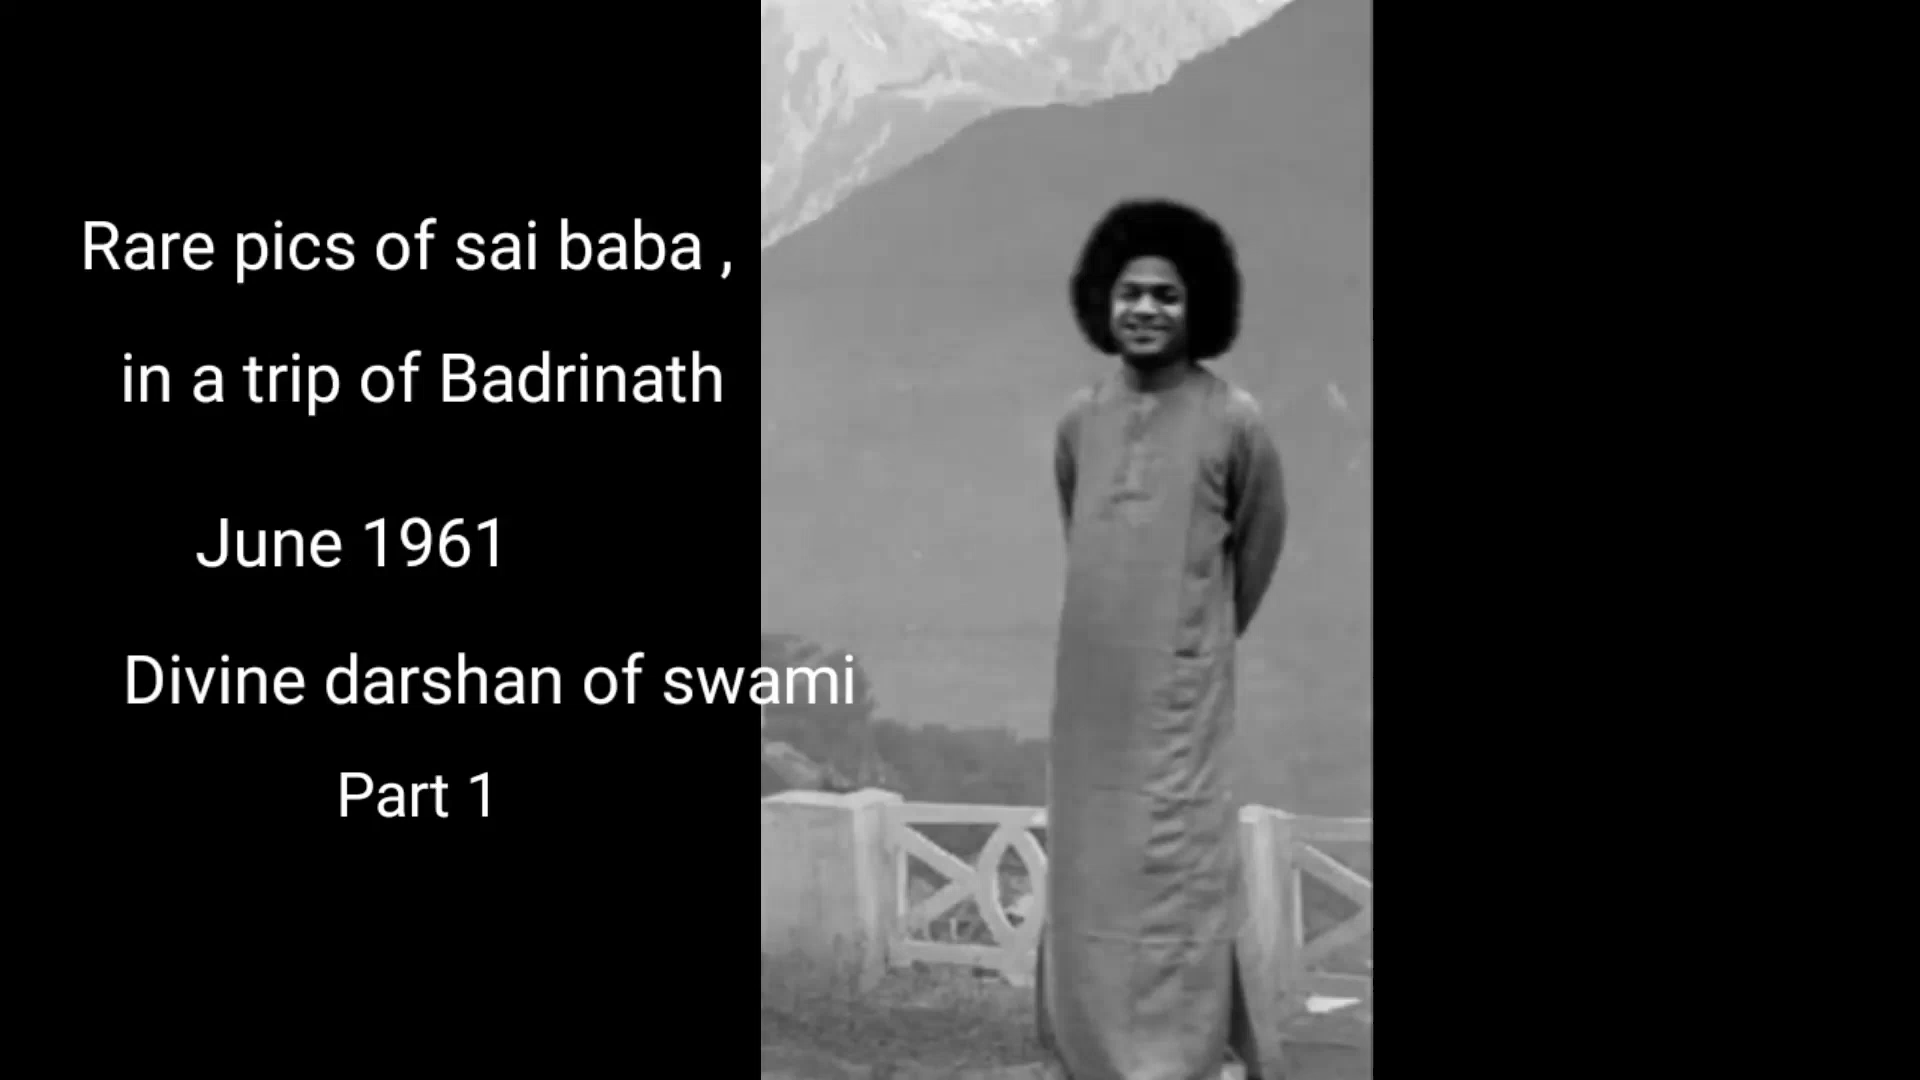 Rare pics of sai baba ,
in a trip of Badrinath
June 1961
Divine darshan of swami
Part 1